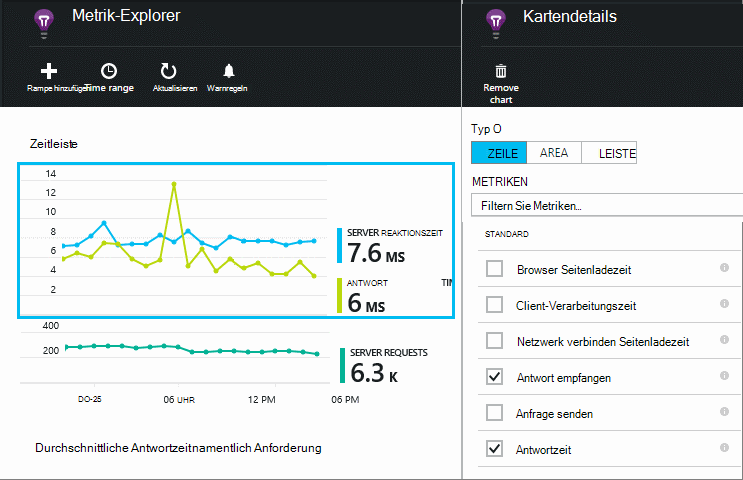 Metrik-Explorer
Rampe hinzufügen
Time range
Aktualisieren
Warnregeln
Zeitleiste
14
12
10
8
6
4
2
SERVER REAKTIONSZEIT
7.6 MS
ANTWORT
6 MS
400
200
SERVER REQUESTS
6.3 K
DO-25
06 UHR
12 PM
06 PM
Durchschnittliche Antwortzeitnamentlich Anforderung
Kartendetails
Remove
chart
Typ O
ZEILE
AREA
LEISTE
METRIKEN
Filtern Sie Metriken...
STANDARD
Browser Seitenladezeit
Client-Verarbeitungszeit
Netzwerk verbinden Seitenladezeit
Antwort empfangen
Anfrage senden
Antwortzeit